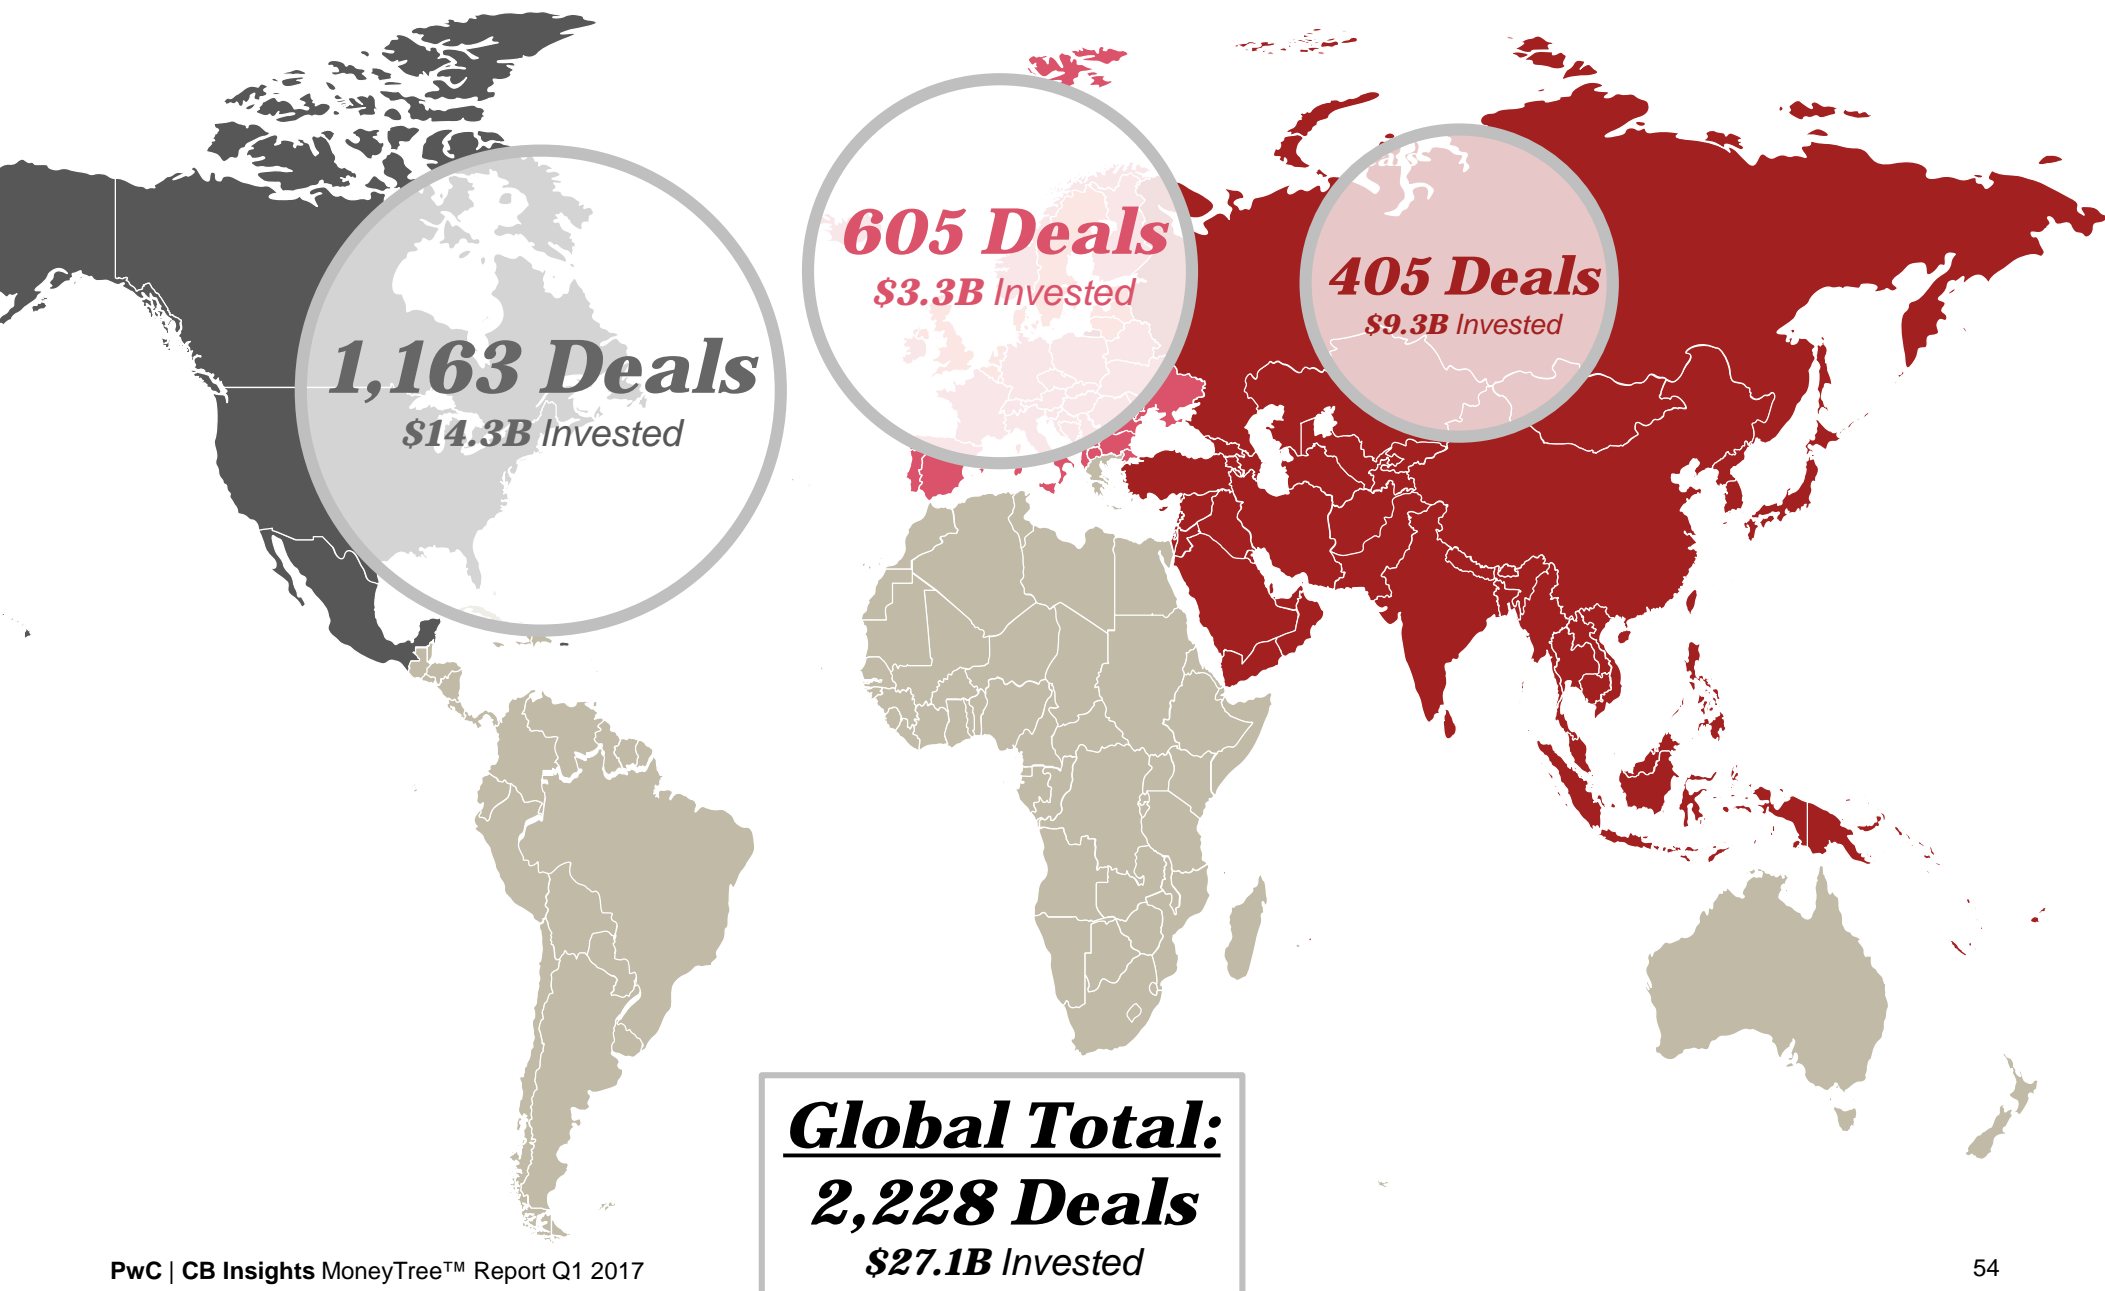 605 Deals
$3.3B Invested
405 Deals
$9.3B Invested
1,163 Deals
$14.3B Invested
Global Total:
2,228 Deals
$27.1B Invested
PwC | CB Insights MoneyTree™ Report Q1 2017
54